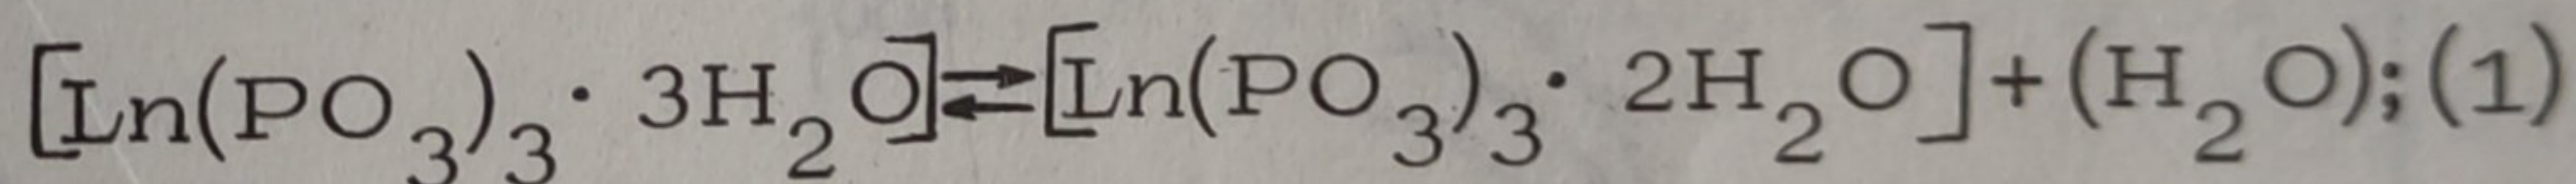 [Ln(PO₃)₃· 3H₂O]⇄[Ln(PO₃)₃· 2H₂O]+(H₂O);(1)